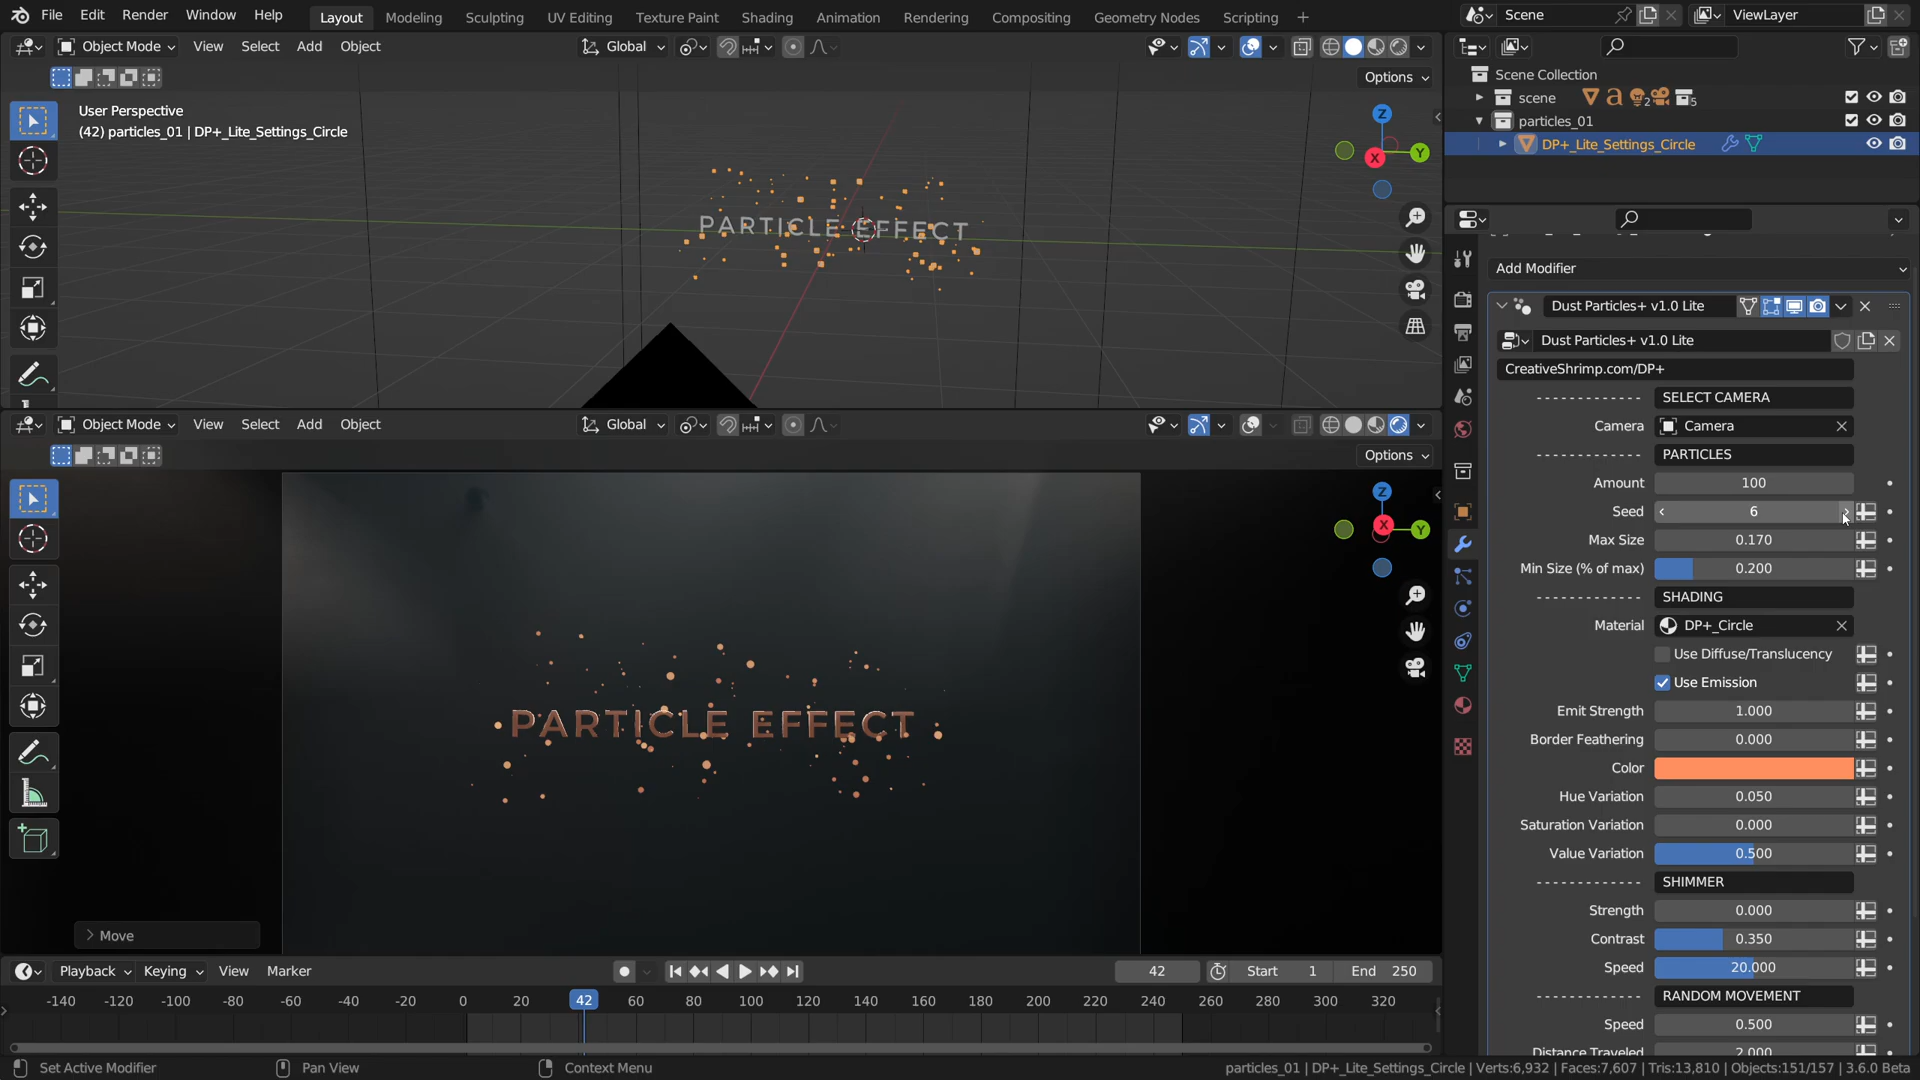 File Edit Render Window Help Layout Modeling Sculpting UV Editing Texture Paint Shading Animation Rendering Compositing Geometry Nodes Scripting + Scene ViewLayer
Object Mode View Select Add Object Global
Options
User Perspective
(42) particles_01 | DP+_Lite_Settings_Circle
Z
X Y
PARTICLE EFFECT
Scene Collection
scene 2 5
particles_01
DP+_Lite_Settings_Circle
Add Modifier
Dust Particles+ v1.0 Lite
Dust Particles+ v1.0 Lite
CreativeShrimp.com/DP+
------------- SELECT CAMERA
Camera Camera
------------- PARTICLES
Amount 100
Seed 6
Max Size 0.170
Min Size (% of max) 0.200
------------- SHADING
Material DP+_Circle
Use Diffuse/Translucency
Use Emission
Emit Strength 1.000
Border Feathering 0.000
Color
Hue Variation 0.050
Saturation Variation 0.000
Value Variation 0.500
------------- SHIMMER
Strength 0.000
Contrast 0.350
Speed 20.000
------------- RANDOM MOVEMENT
Speed 0.500
Distance Traveled 2.000
Object Mode View Select Add Object Global
Options
Z
X Y
PARTICLE EFFECT
> Move
Playback Keying View Marker 42 Start 1 End 250
-140 -120 -100 -80 -60 -40 -20 0 20 42 60 80 100 120 140 160 180 200 220 240 260 280 300 320
Set Active Modifier Pan View Context Menu particles_01 | DP+_Lite_Settings_Circle | Verts:6,932 | Faces:7,607 | Tris:13,810 | Objects:151/157 | 3.6.0 Beta